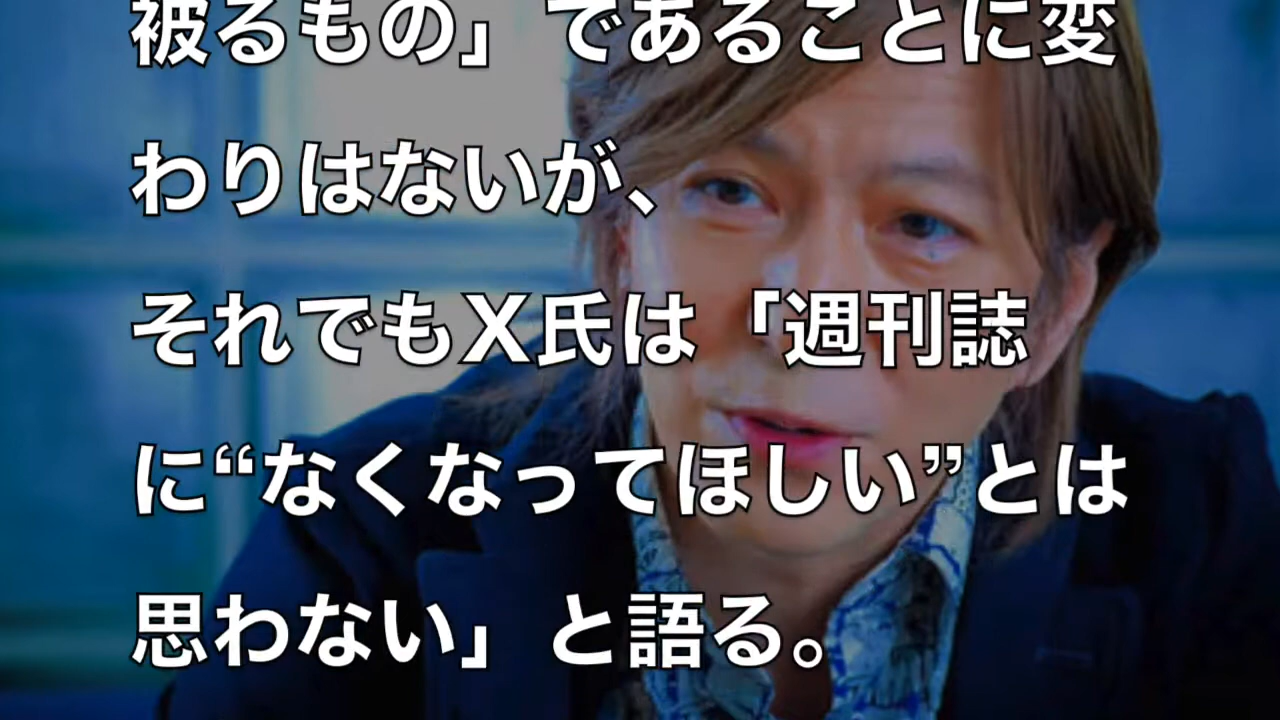 被るもの」であることに変
わりはないが、
それでもX氏は「週刊誌
に“なくなってほしい”とは
思わない」と語る。